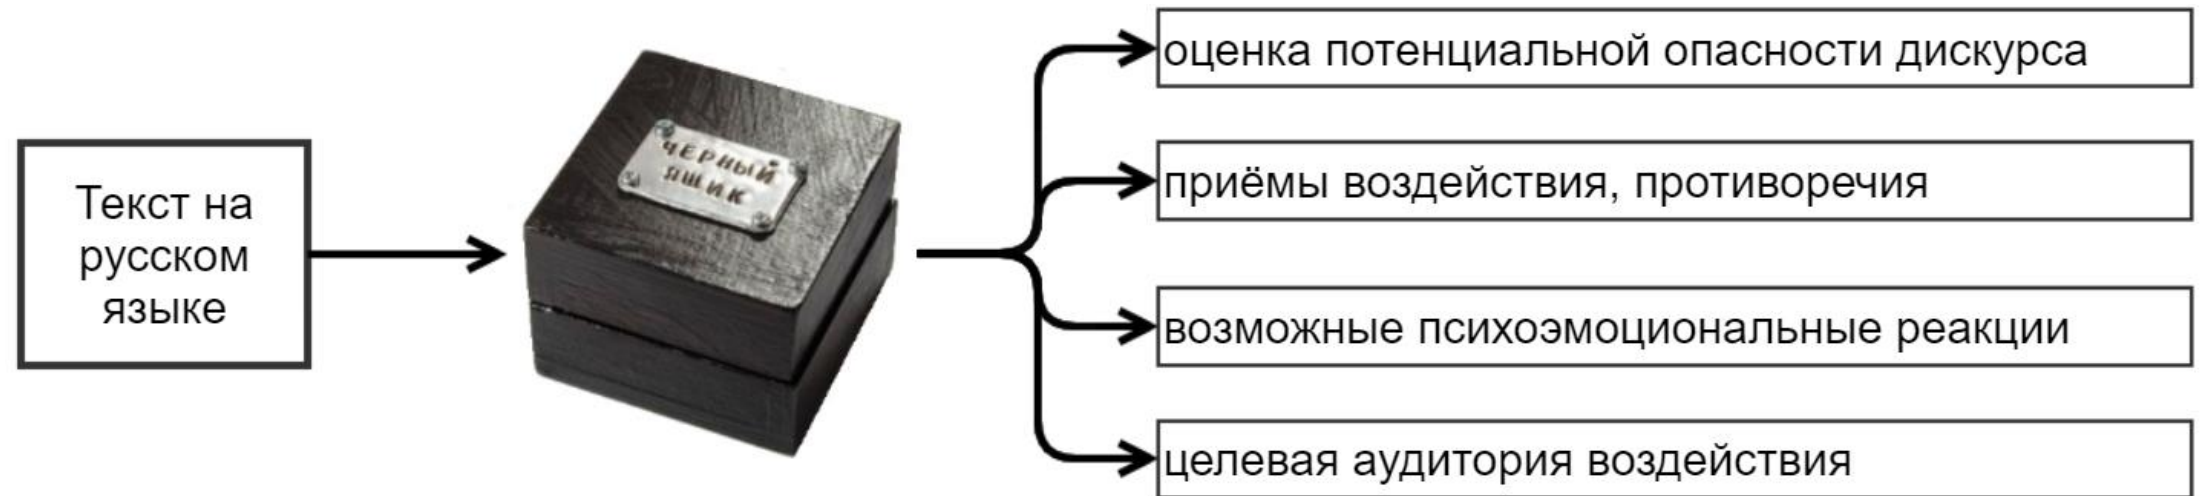 Текст на
русском
языке
ЧЕРНЫЙ
ЯЩИК
оценка потенциальной опасности дискурса
приёмы воздействия, противоречия
возможные психоэмоциональные реакции
целевая аудитория воздействия